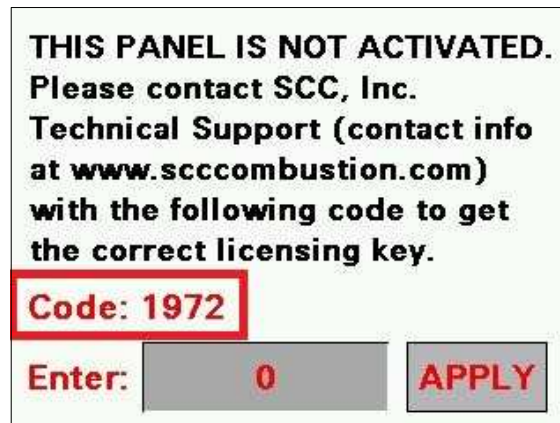 THIS PANEL IS NOT ACTIVATED.
Please contact SCC, Inc.
Technical Support (contact info
at www.scccombustion.com)
with the following code to get
the correct licensing key.
Code: 1972
Enter: 0 APPLY